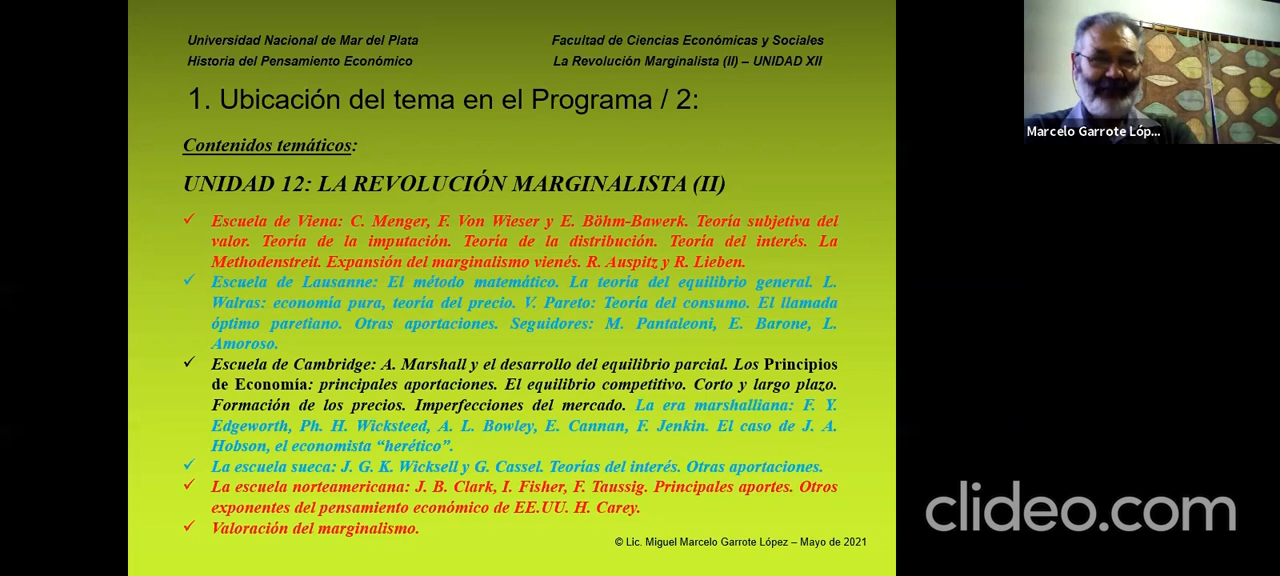 Universidad Nacional de Mar del Plata
Facultad de Ciencias Económicas y Sociales
Historia del Pensamiento Económico
La Revolución Marginalista (II) – UNIDAD XII
1. Ubicación del tema en el Programa / 2:
Contenidos temáticos:
UNIDAD 12: LA REVOLUCIÓN MARGINALISTA (II)
✓ Escuela de Viena: C. Menger, F. Von Wieser y E. Böhm-Bawerk. Teoría subjetiva del
valor. Teoría de la imputación. Teoría de la distribución. Teoría del interés. La
Methodenstreit. Expansión del marginalismo vienés. R. Auspitz y R. Lieben.
✓ Escuela de Lausanne: El método matemático. La teoría del equilibrio general. L.
Walras: economía pura, teoría del precio. V. Pareto: Teoría del consumo. El llamada
óptimo paretiano. Otras aportaciones. Seguidores: M. Pantaleoni, E. Barone, L.
Amoroso.
✓ Escuela de Cambridge: A. Marshall y el desarrollo del equilibrio parcial. Los Principios
de Economía: principales aportaciones. El equilibrio competitivo. Corto y largo plazo.
Formación de los precios. Imperfecciones del mercado. La era marshalliana: F. Y.
Edgeworth, Ph. H. Wicksteed, A. L. Bowley, E. Cannan, F. Jenkin. El caso de J. A.
Hobson, el economista “herético”.
✓ La escuela sueca: J. G. K. Wicksell y G. Cassel. Teorías del interés. Otras aportaciones.
✓ La escuela norteamericana: J. B. Clark, I. Fisher, F. Taussig. Principales aportes. Otros
exponentes del pensamiento económico de EE.UU. H. Carey.
✓ Valoración del marginalismo.
© Lic. Miguel Marcelo Garrote López – Mayo de 2021
Marcelo Garrote Lóp...
clideo.com